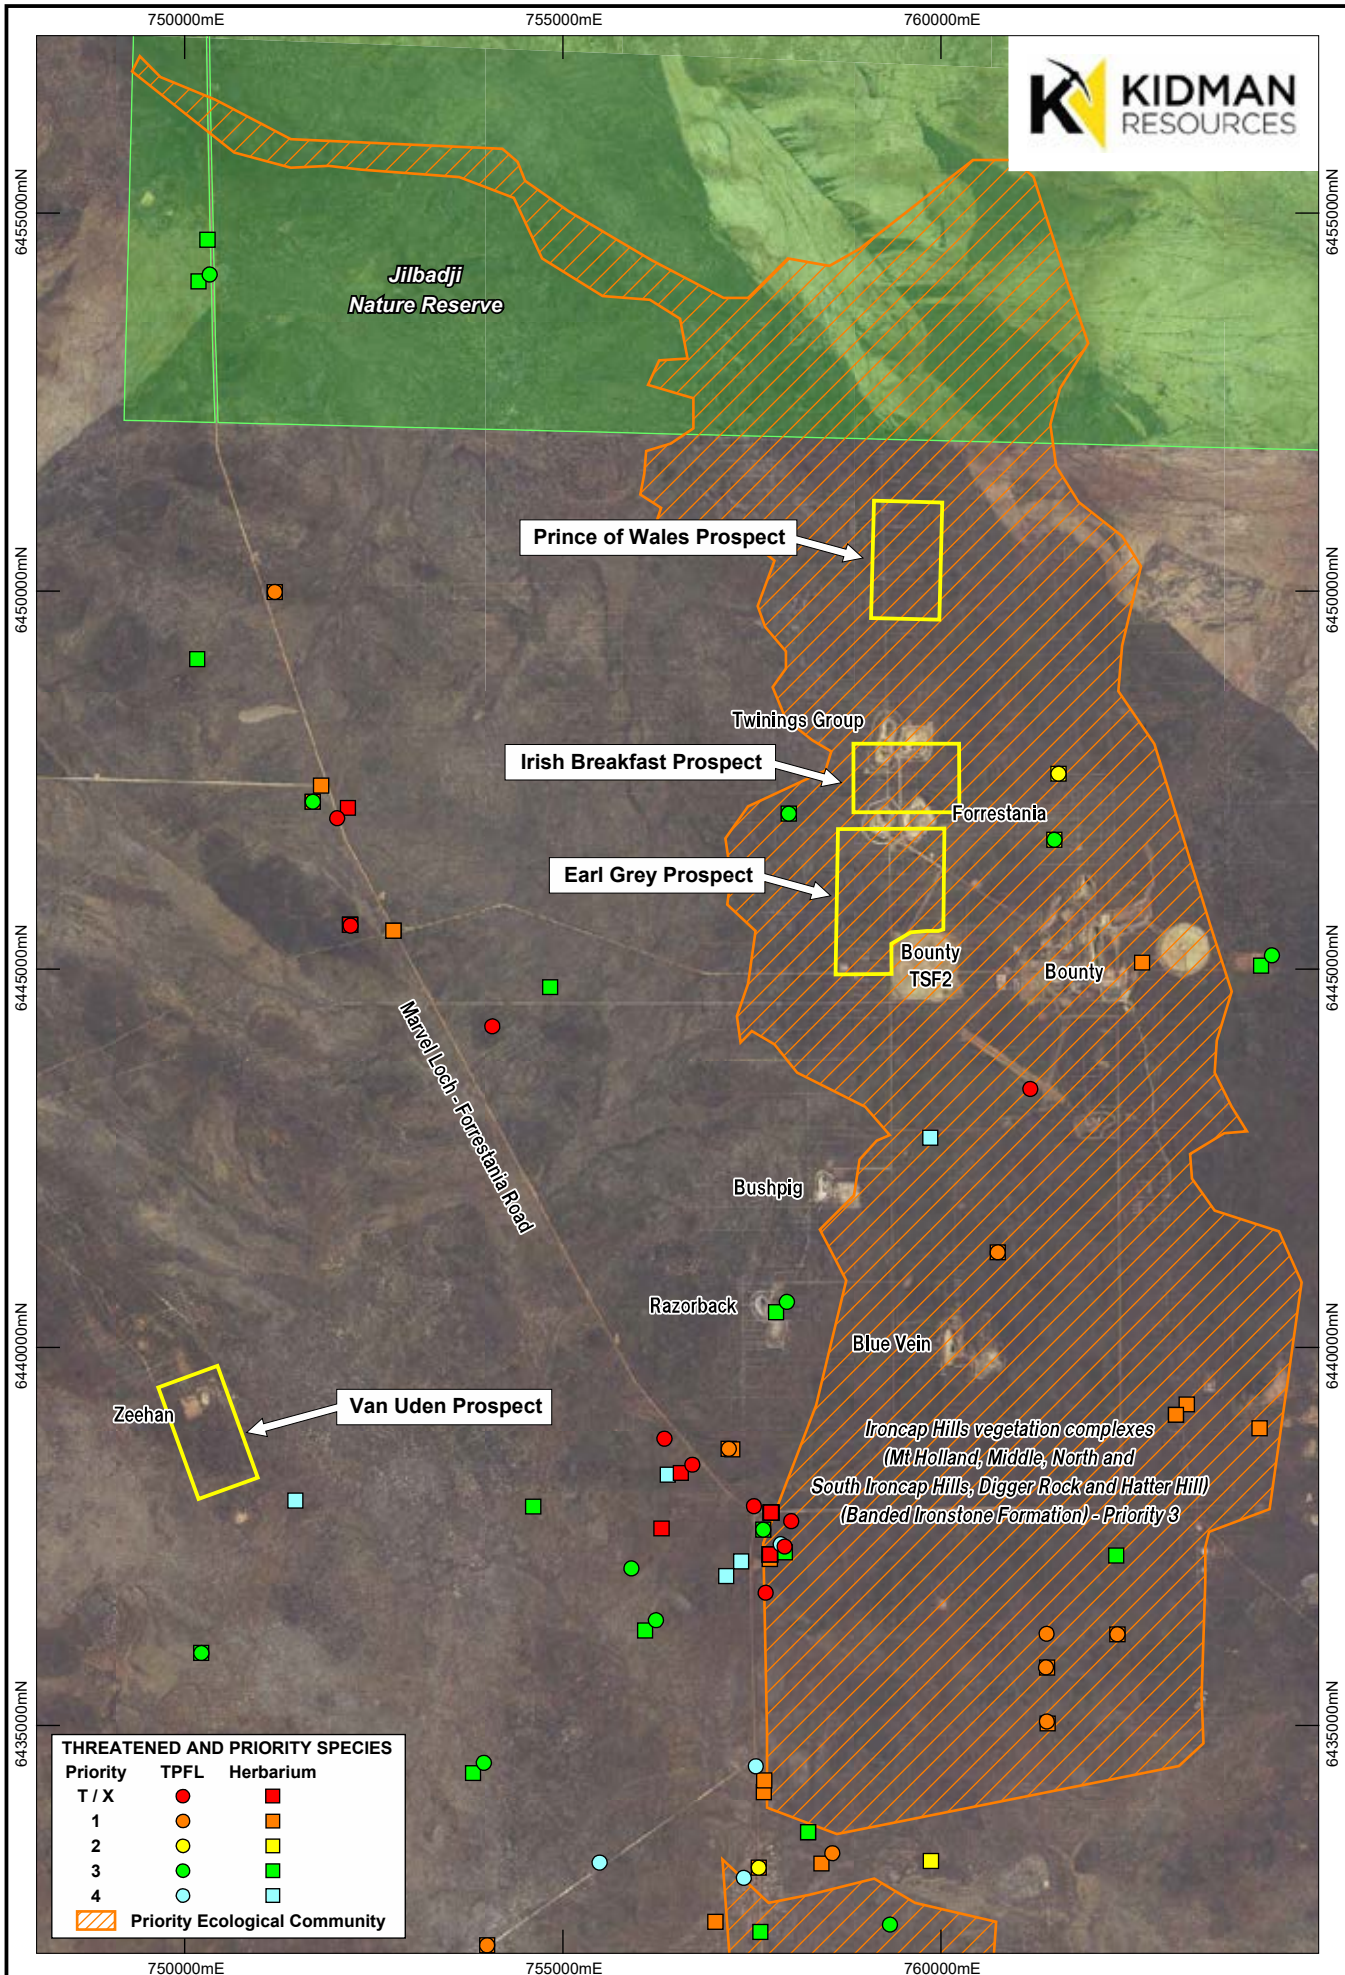 750000mE
755000mE
760000mE
KIDMAN
RESOURCES
6455000mN
6455000mN
Jilbadji
Nature Reserve
Prince of Wales Prospect
6450000mN
6450000mN
Twinings Group
Irish Breakfast Prospect
Forrestania
Earl Grey Prospect
Bounty
TSF2
Bounty
6445000mN
6445000mN
Marvel Loch - Forrestania Road
Bushpig
Razorback
Blue Vein
6440000mN
6440000mN
Van Uden Prospect
Zeehan
Ironcap Hills vegetation complexes
(Mt Holland, Middle, North and
South Ironcap Hills, Digger Rock and Hatter Hill)
(Banded Ironstone Formation) - Priority 3
6435000mN
6435000mN
THREATENED AND PRIORITY SPECIES
Priority TPFL Herbarium
T / X
1
2
3
4
Priority Ecological Community
750000mE
755000mE
760000mE